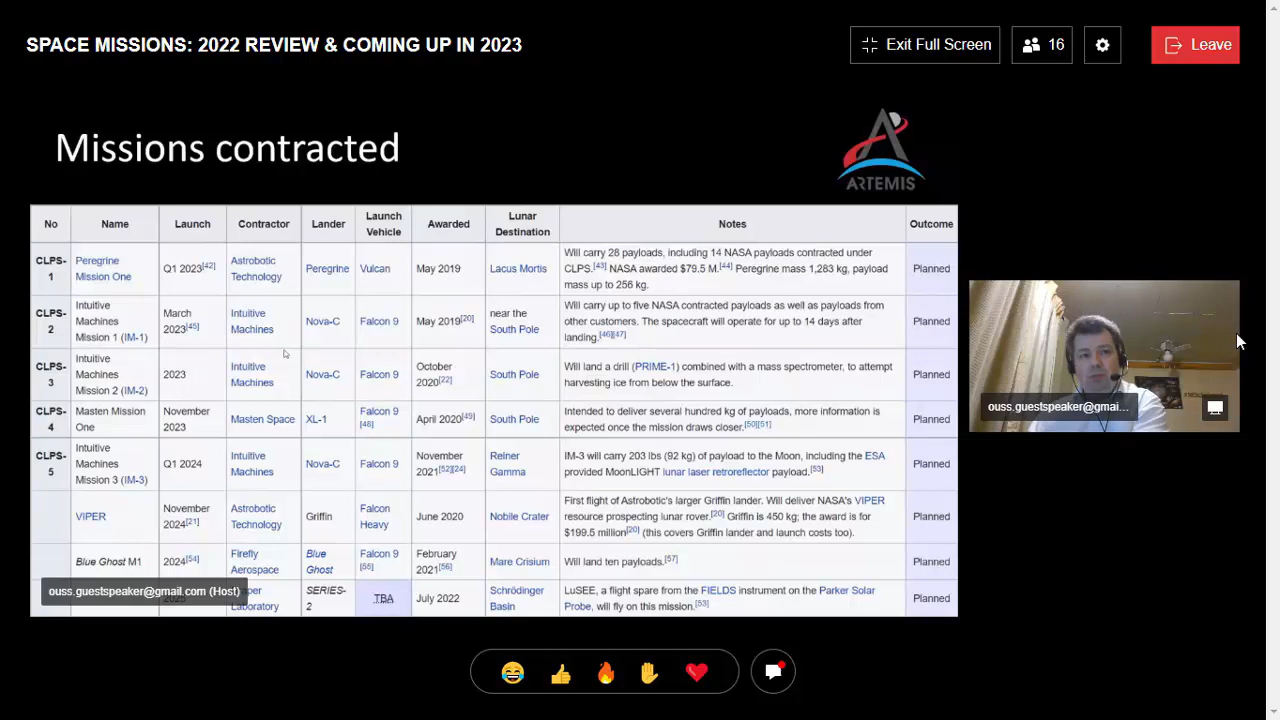 SPACE MISSIONS: 2022 REVIEW & COMING UP IN 2023
Exit Full Screen
16
Leave
Missions contracted
ARTEMIS
No Name Launch Contractor Lander Launch Vehicle Awarded Lunar Destination Notes Outcome
CLPS-1 Peregrine Mission One Q1 2023[42] Astrobotic Technology Peregrine Vulcan May 2019 Lacus Mortis Will carry 28 payloads, including 14 NASA payloads contracted under CLPS.[43] NASA awarded $79.5 M.[44] Peregrine mass 1,283 kg, payload mass up to 256 kg. Planned
CLPS-2 Intuitive Machines Mission 1 (IM-1) March 2023[45] Intuitive Machines Nova-C Falcon 9 May 2019[20] near the South Pole Will carry up to five NASA contracted payloads as well as payloads from other customers. The spacecraft will operate for up to 14 days after landing.[46][47] Planned
CLPS-3 Intuitive Machines Mission 2 (IM-2) 2023 Intuitive Machines Nova-C Falcon 9 October 2020[22] South Pole Will land a drill (PRIME-1) combined with a mass spectrometer, to attempt harvesting ice from below the surface. Planned
CLPS-4 Masten Mission One November 2023 Masten Space XL-1 Falcon 9 [48] April 2020[49] South Pole Intended to deliver several hundred kg of payloads, more information is expected once the mission draws closer.[50][51] Planned
CLPS-5 Intuitive Machines Mission 3 (IM-3) Q1 2024 Intuitive Machines Nova-C Falcon 9 November 2021[52][24] Reiner Gamma IM-3 will carry 203 lbs (92 kg) of payload to the Moon, including the ESA provided MoonLIGHT lunar laser retroreflector payload.[53] Planned
VIPER November 2024[21] Astrobotic Technology Griffin Falcon Heavy June 2020 Nobile Crater First flight of Astrobotic's larger Griffin lander. Will deliver NASA's VIPER resource prospecting lunar rover.[20] Griffin is 450 kg; the award is for $199.5 million[20] (this covers Griffin lander and launch costs too). Planned
Blue Ghost M1 2024[54] Firefly Aerospace Blue Ghost Falcon 9 [55] February 2021[56] Mare Crisium Will land ten payloads.[57] Planned
Laboratory SERIES-2 TBA July 2022 Schrödinger Basin LuSEE, a flight spare from the FIELDS instrument on the Parker Solar Probe, will fly on this mission.[53] Planned
ouss.guestspeaker@gmail.com (Host)
ouss.guestspeaker@gmai...